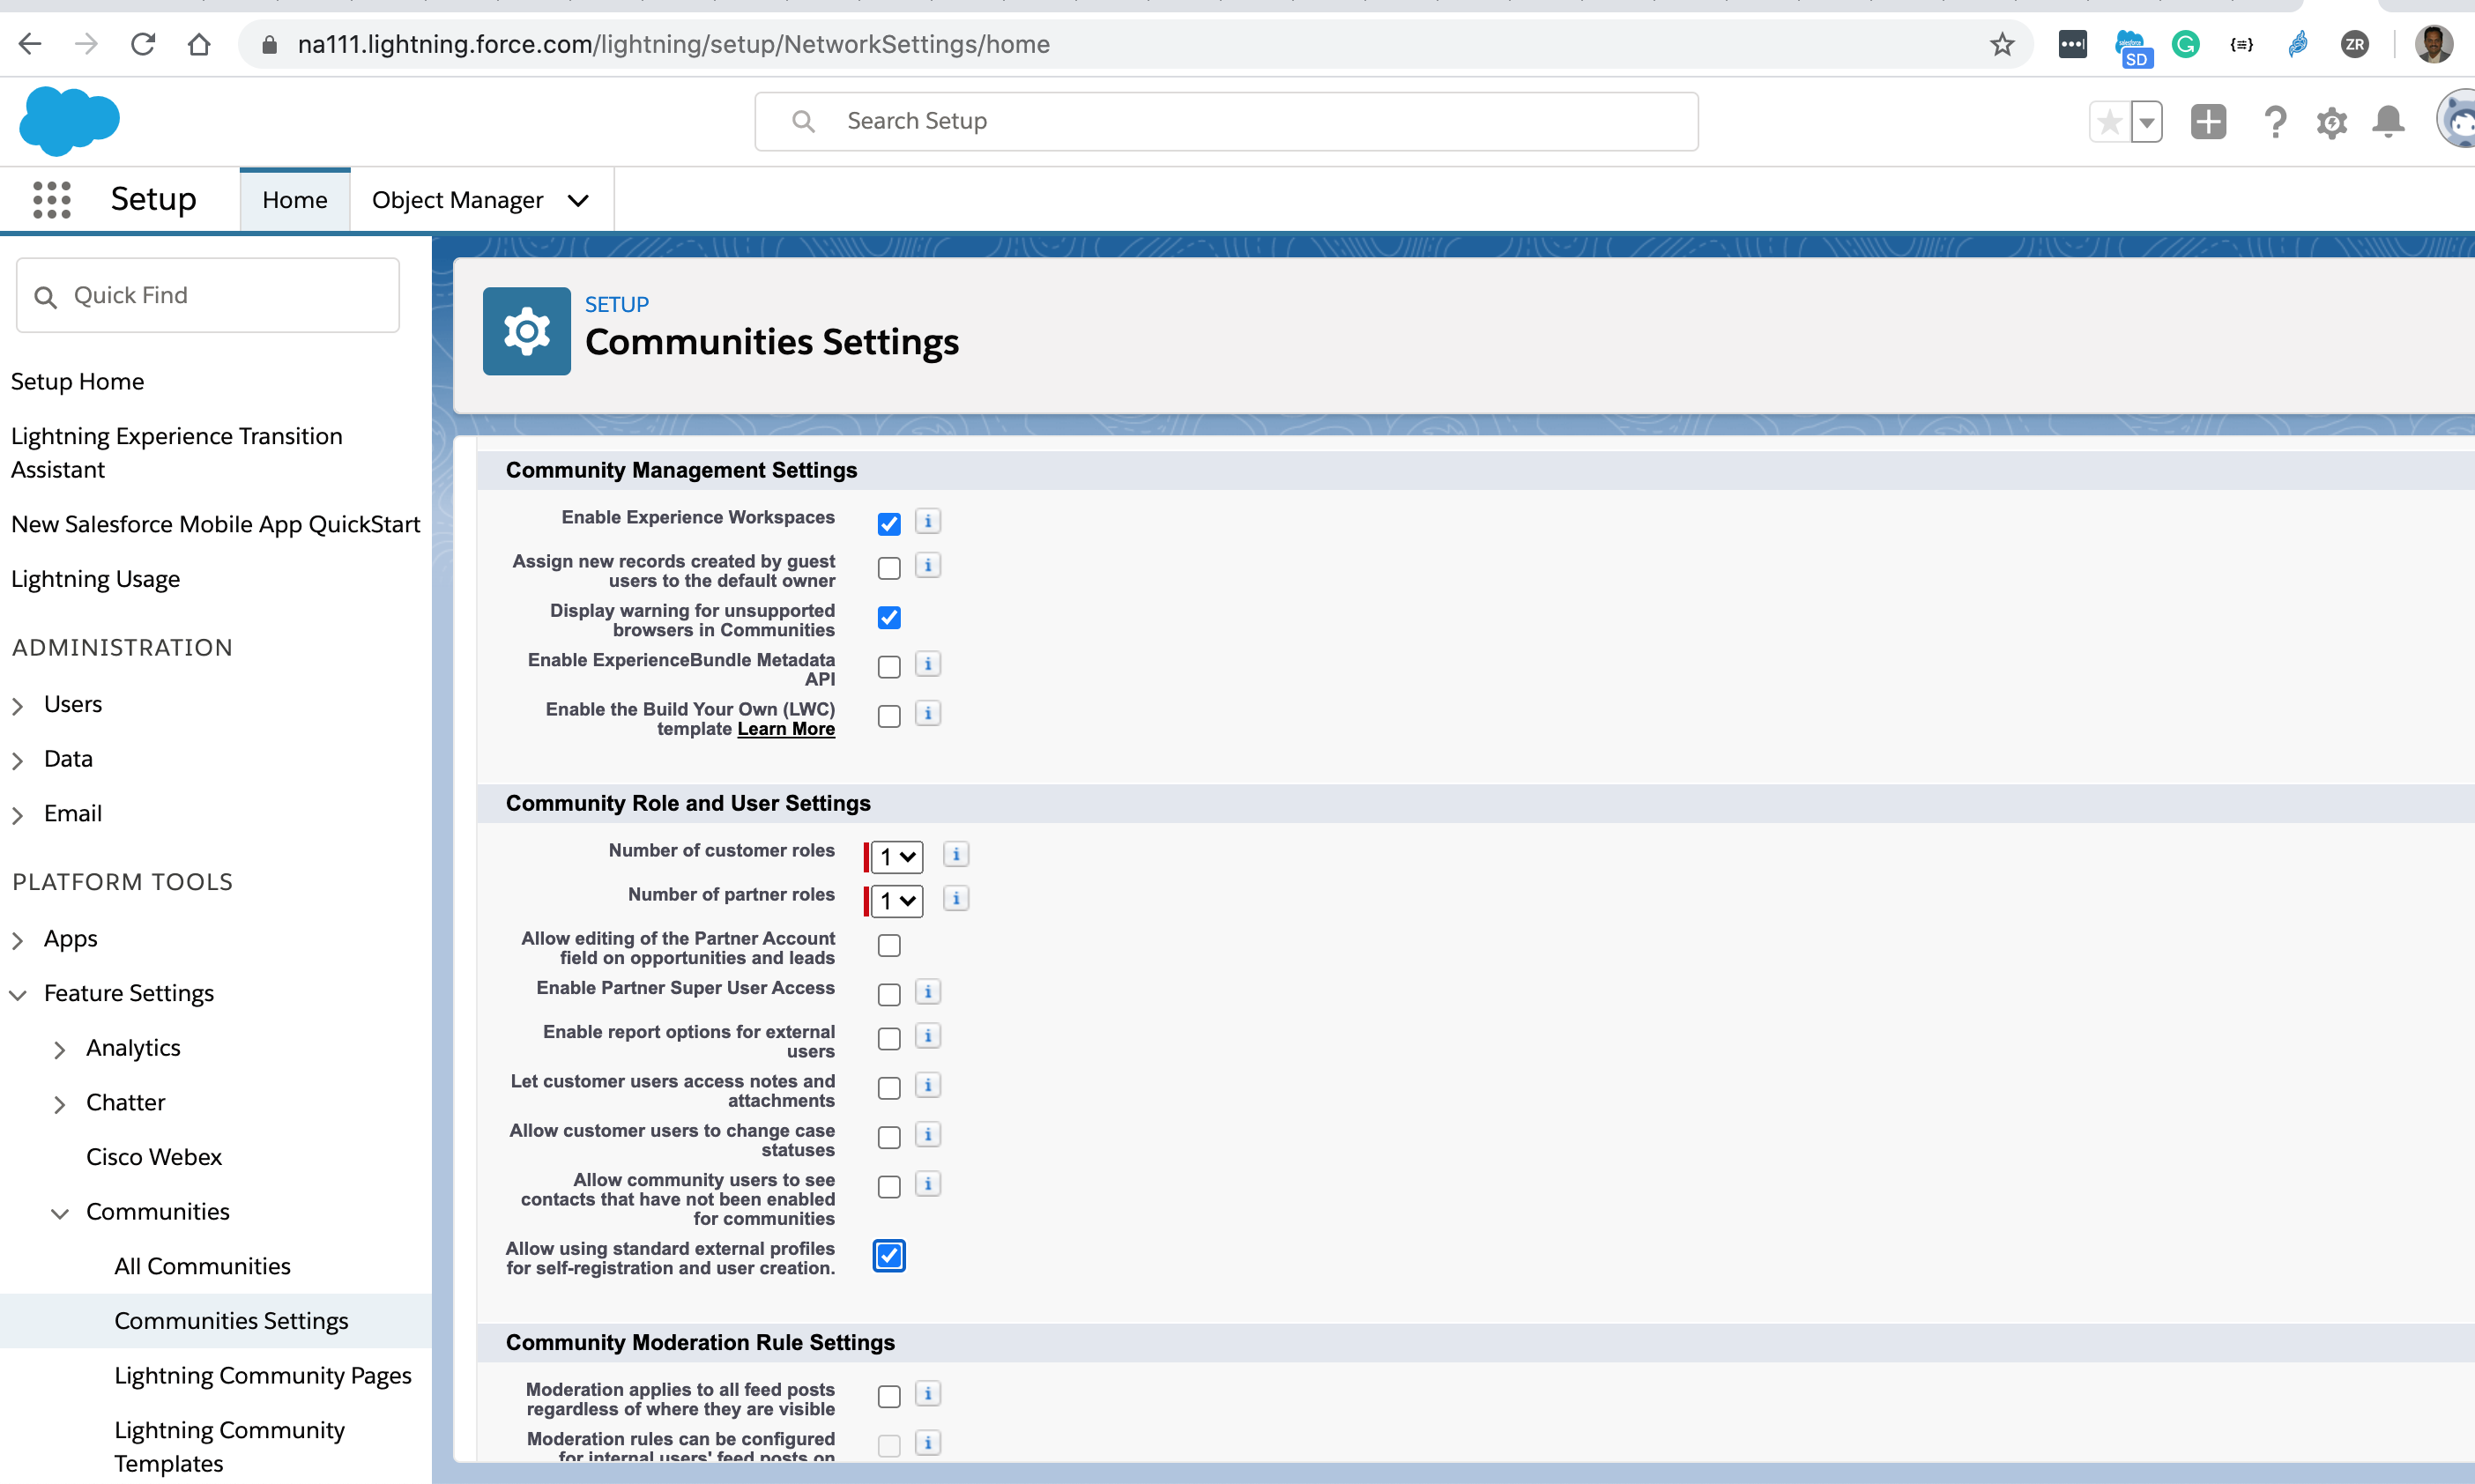 na111.lightning.force.com/lightning/setup/NetworkSettings/home
SD
ZR
Search Setup
Setup
Home
Object Manager
Quick Find
Setup Home
Lightning Experience Transition
Assistant
New Salesforce Mobile App QuickStart
Lightning Usage
ADMINISTRATION
Users
Data
Email
PLATFORM TOOLS
Apps
Feature Settings
Analytics
Chatter
Cisco Webex
Communities
All Communities
Communities Settings
Lightning Community Pages
Lightning Community
Templates
SETUP
Communities Settings
Community Management Settings
Enable Experience Workspaces
Assign new records created by guest
users to the default owner
Display warning for unsupported
browsers in Communities
Enable ExperienceBundle Metadata
API
Enable the Build Your Own (LWC)
template Learn More
Community Role and User Settings
Number of customer roles 1
Number of partner roles 1
Allow editing of the Partner Account
field on opportunities and leads
Enable Partner Super User Access
Enable report options for external
users
Let customer users access notes and
attachments
Allow customer users to change case
statuses
Allow community users to see
contacts that have not been enabled
for communities
Allow using standard external profiles
for self-registration and user creation.
Community Moderation Rule Settings
Moderation applies to all feed posts
regardless of where they are visible
Moderation rules can be configured
for internal users' feed posts on